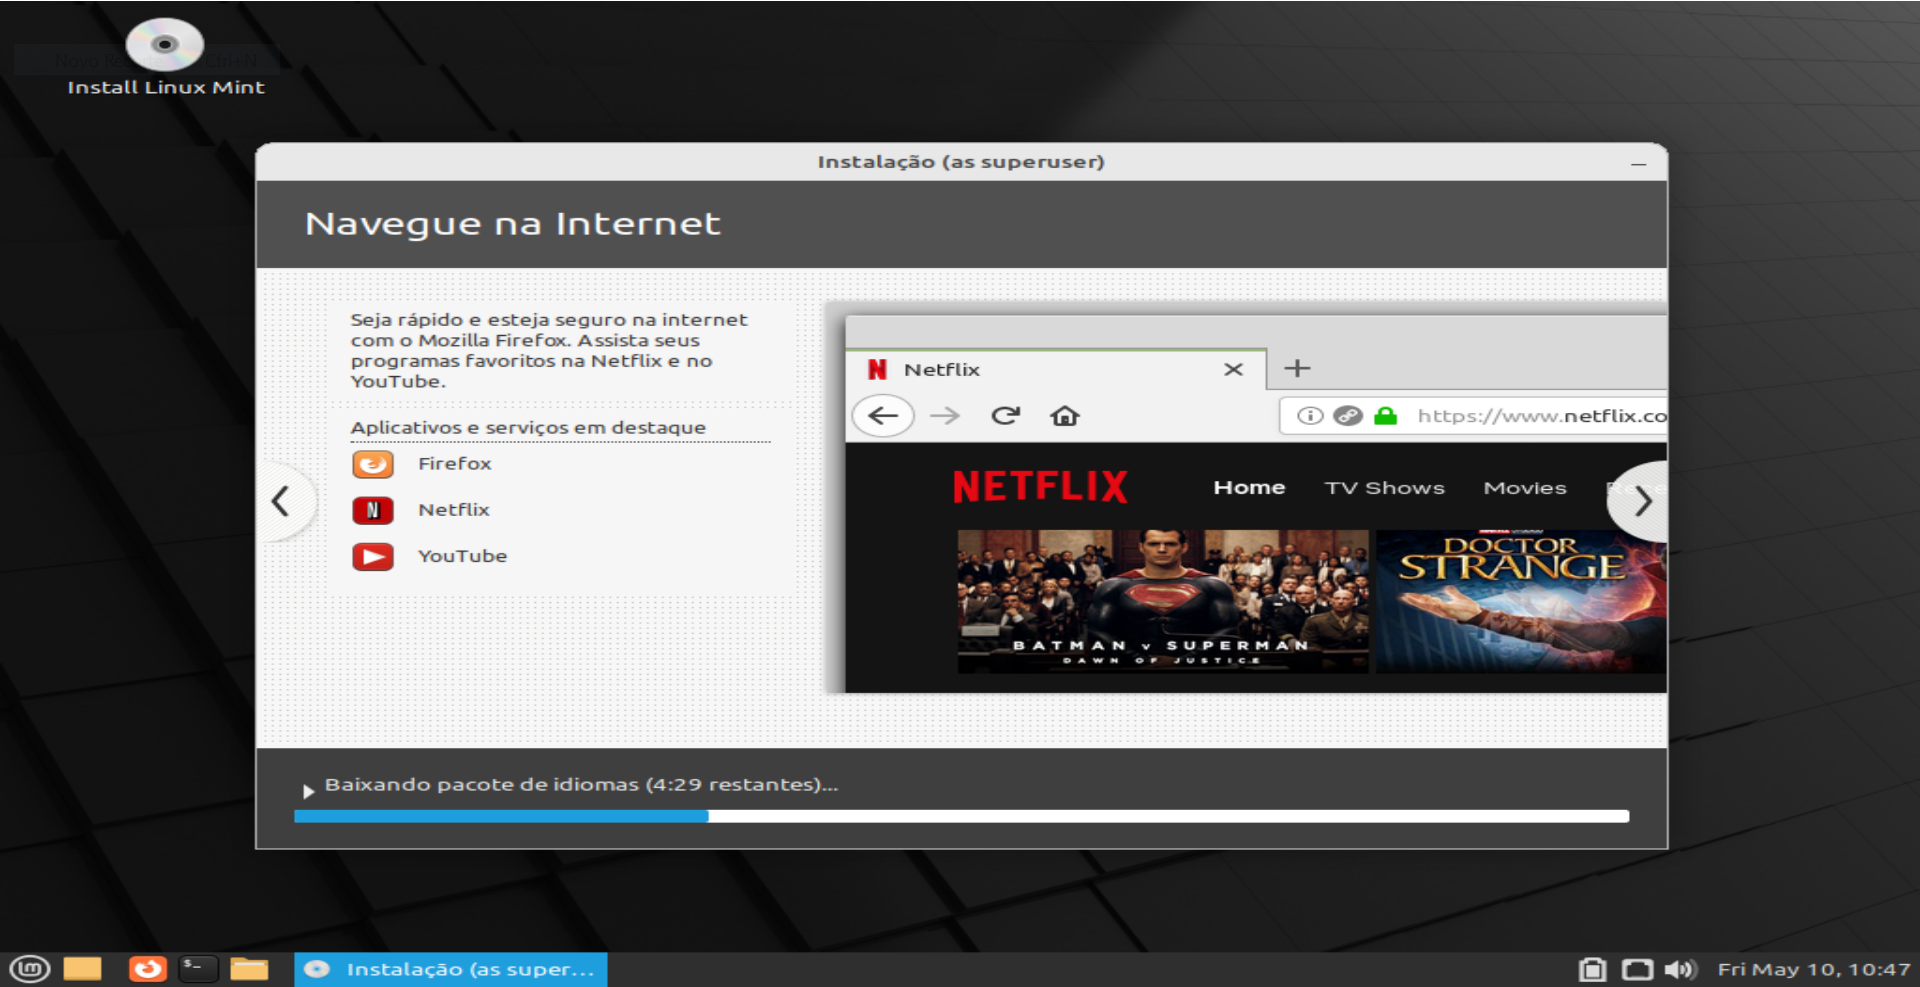 Install Linux Mint
Instalação (as superuser)
Navegue na Internet
Seja rápido e esteja seguro na internet
com o Mozilla Firefox. Assista seus
programas favoritos na Netflix e no
YouTube.
Aplicativos e serviços em destaque
Firefox
Netflix
YouTube
Netflix
https://www.netflix.co
NETFLIX
Home TV Shows Movies
BATMAN v SUPERMAN
DAWN OF JUSTICE
DOCTOR
STRANGE
Baixando pacote de idiomas (4:29 restantes)...
Instalação (as super...
Fri May 10, 10:47